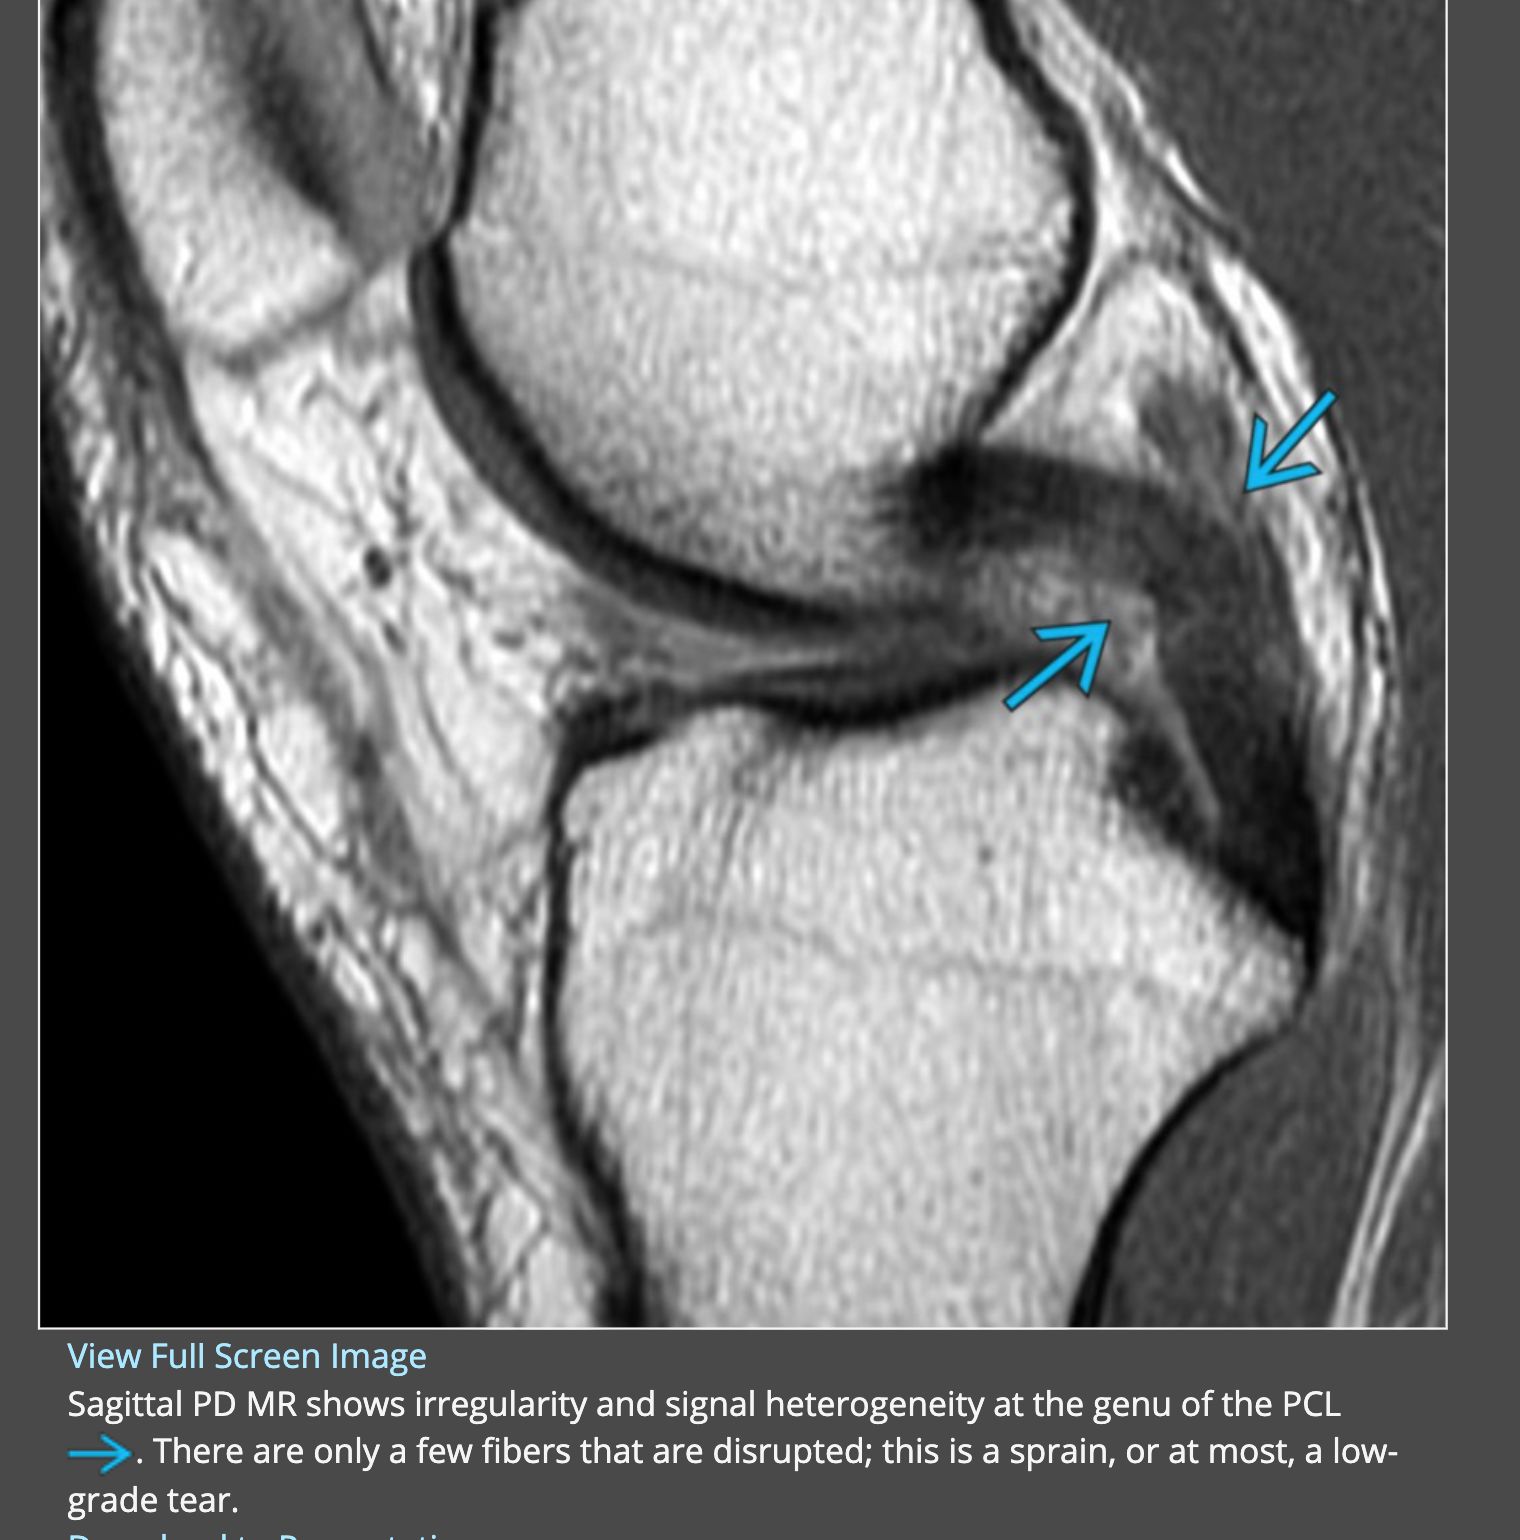 View Full Screen Image
Sagittal PD MR shows irregularity and signal heterogeneity at the genu of the PCL
. There are only a few fibers that are disrupted; this is a sprain, or at most, a low-
grade tear.